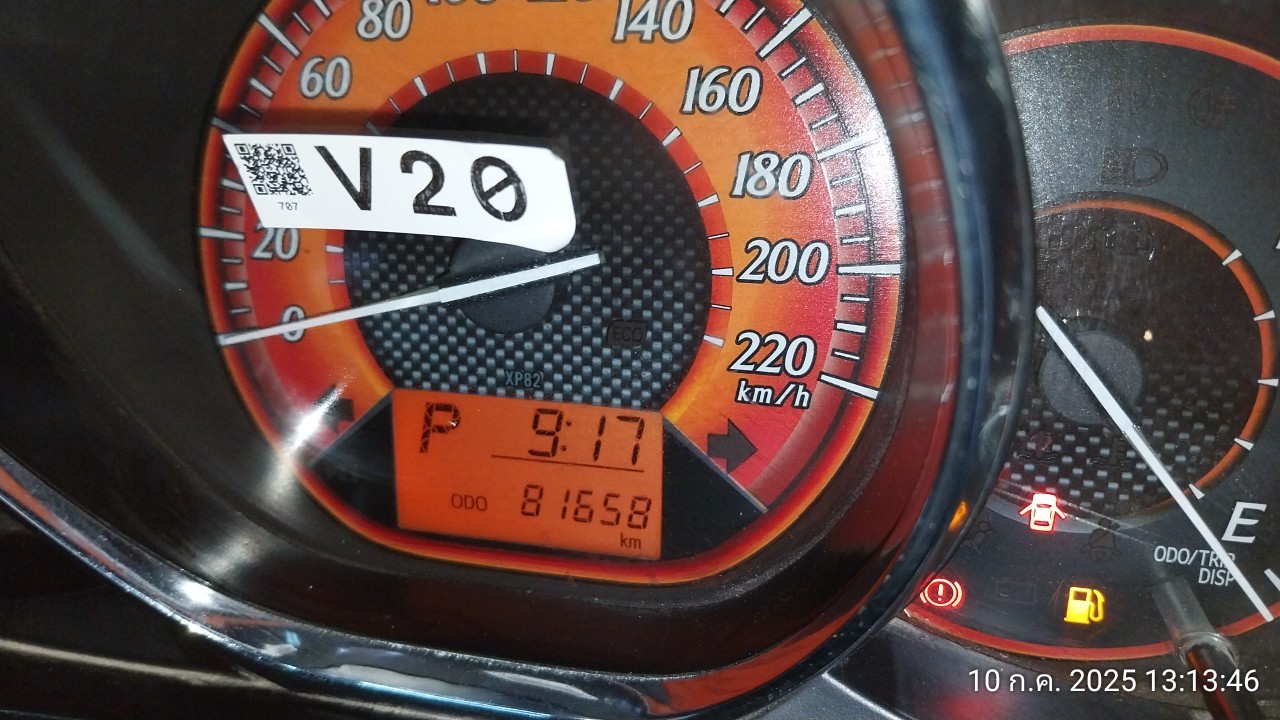 80
140
60
160
V20
707
180
20
200
0
ECO
220
km/h
XP82
P 9:17
ODO 81658
km
E
ODO/TRIP
DISP
10 ก.ค. 2025 13:13:46